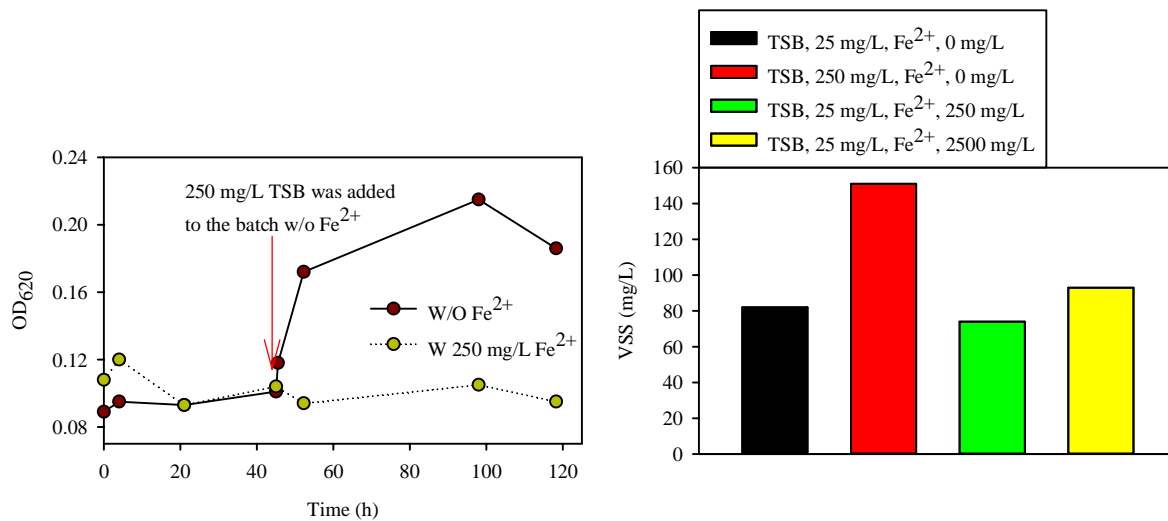 250 mg/L TSB was added
to the batch w/o Fe2+
W/O Fe2+
W 250 mg/L Fe2+
OD620
0.24
0.20
0.16
0.12
0.08
0 20 40 60 80 100 120
Time (h)
TSB, 25 mg/L, Fe2+, 0 mg/L
TSB, 250 mg/L, Fe2+, 0 mg/L
TSB, 25 mg/L, Fe2+, 250 mg/L
TSB, 25 mg/L, Fe2+, 2500 mg/L
VSS (mg/L)
160
140
120
100
80
60
40
20
0